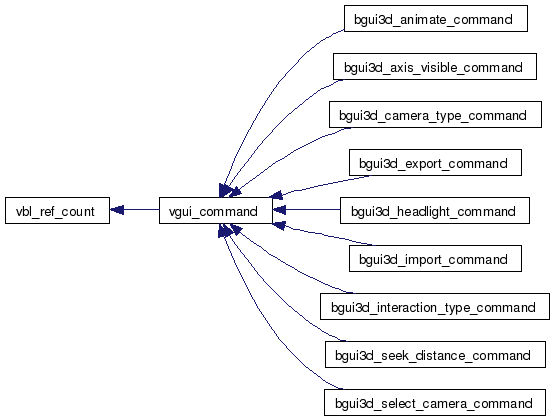 bgui3d_animate_command
bgui3d_axis_visible_command
bgui3d_camera_type_command
bgui3d_export_command
vbl_ref_count
vgui_command
bgui3d_headlight_command
bgui3d_import_command
bgui3d_interaction_type_command
bgui3d_seek_distance_command
bgui3d_select_camera_command